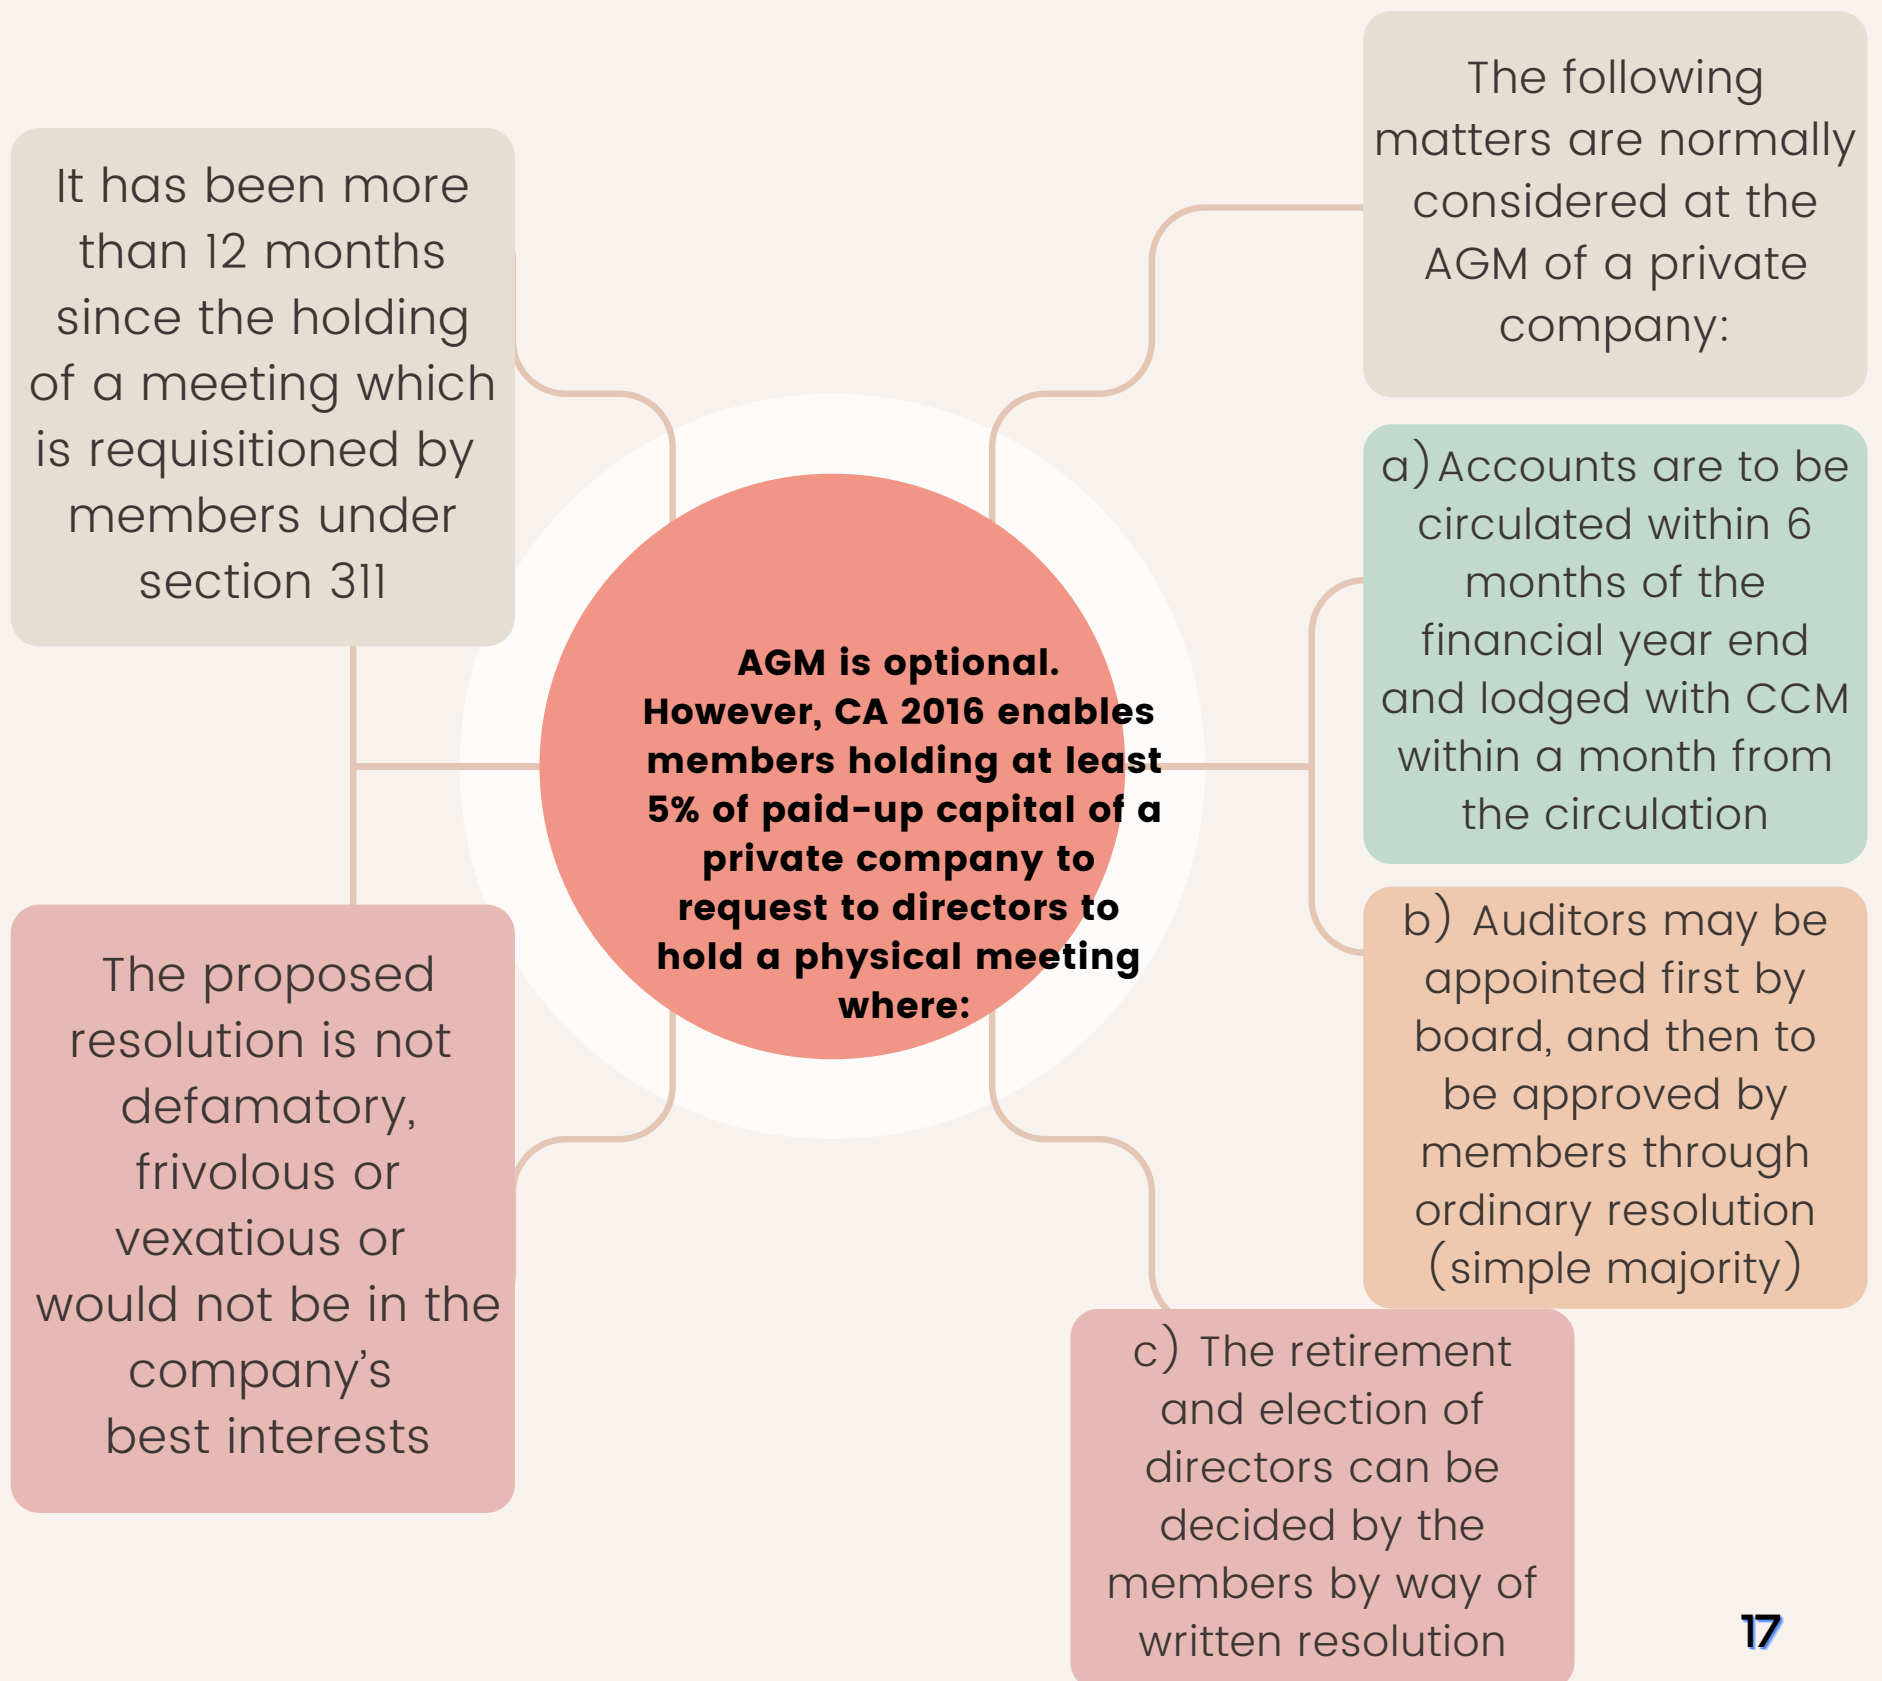 AGM is optional.
However, CA 2016 enables
members holding at least
5% of paid-up capital of a
private company to
request to directors to
hold a physical meeting
where:
It has been more
than 12 months
since the holding
of a meeting which
is requisitioned by
members under
section 311
The proposed
resolution is not
defamatory,
frivolous or
vexatious or
would not be in the
company’s
best interests
The following
matters are normally
considered at the
AGM of a private
company:
a)Accounts are to be
circulated within 6
months of the
financial year end
and lodged with CCM
within a month from
the circulation
b) Auditors may be
appointed first by
board, and then to
be approved by
members through
ordinary resolution
(simple majority)
c) The retirement
and election of
directors can be
decided by the
members by way of
written resolution
17